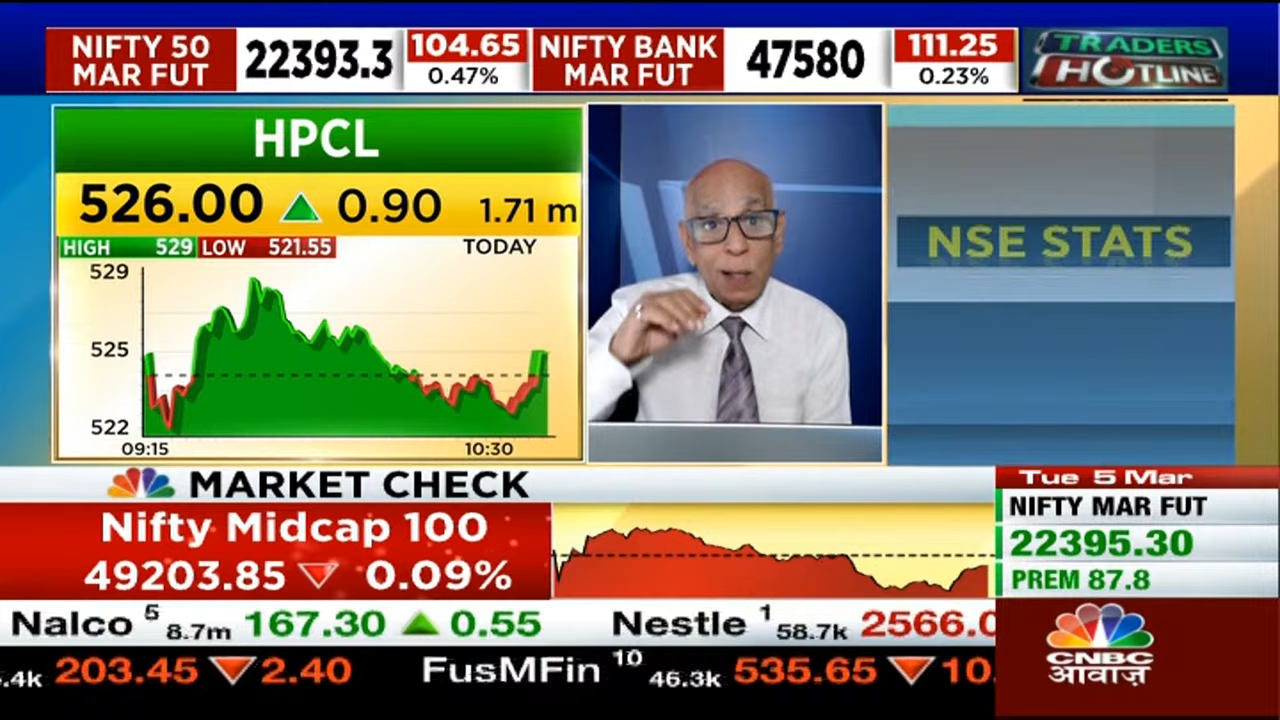 NIFTY 50
MAR FUT
22393.3
104.65
0.47%
NIFTY BANK
MAR FUT
47580
111.25
0.23%
TRADERS
HOTLINE
HPCL
526.00 0.90 1.71 m
HIGH 529 LOW 521.55 TODAY
529
525
522
09:15 10:30
NSE STATS
MARKET CHECK
Nifty Midcap 100
49203.85 0.09%
Tue 5 Mar
NIFTY MAR FUT
22395.30
PREM 87.8
Nalco 5 8.7m 167.30 0.55 Nestle 1 58.7k 2566.0
.4k 203.45 2.40 FusMFin 10 46.3k 535.65 10
CNBC
आवाज़